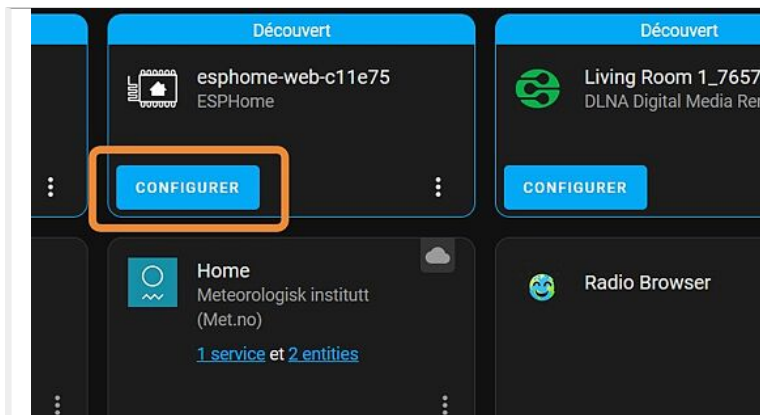 Découvert
esphome-web-c11e75
ESPHome
CONFIGURER
Découvert
Living Room 1_7657
DLNA Digital Media
CONFIGURER
Home
Meteorologisk institutt
(Met.no)
1 service et 2 entities
Radio Browser